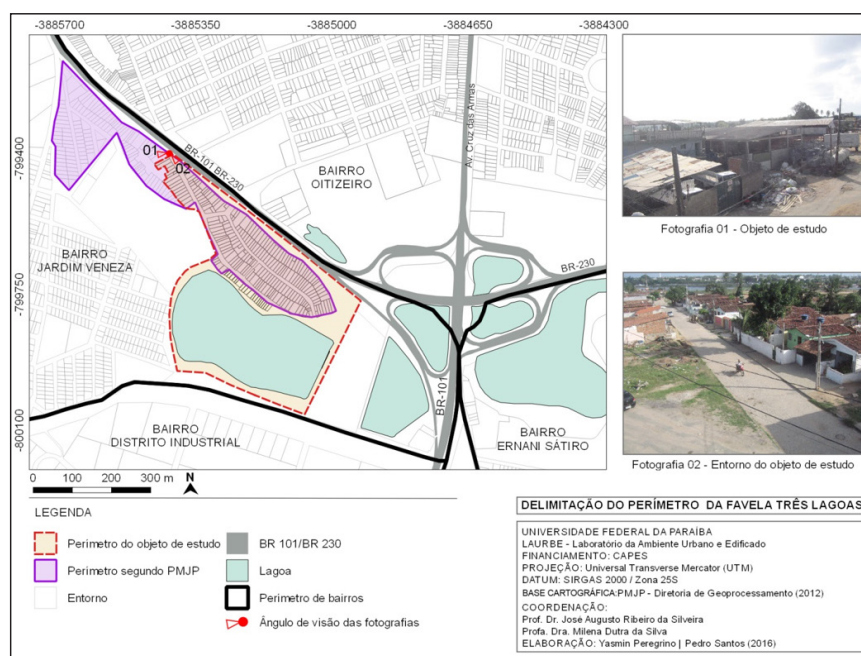 -3885700 -3885350 -3885000 -3884650 -3884300
-799400
-799750
-800100
01
02
BR-101 BR-230
BAIRRO
OITIZEIRO
Av. Cruz das Armas
BAIRRO
JARDIM VENEZA
BR-230
BR-101
BAIRRO
DISTRITO INDUSTRIAL
BAIRRO
ERNANI SÁTIRO
Fotografia 01 - Objeto de estudo
Fotografia 02 - Entorno do objeto de estudo
0 100 200 300 m N
LEGENDA
Perimetro do objeto de estudo
Perimetro segundo PMJP
Entorno
BR 101/BR 230
Lagoa
Perimetro de bairros
Ângulo de visão das fotografias
DELIMITAÇÃO DO PERÍMETRO DA FAVELA TRÊS LAGOAS
UNIVERSIDADE FEDERAL DA PARAÍBA
LAURBE - Laboratório da Ambiente Urbano e Edificado
FINANCIAMENTO: CAPES
PROJEÇÃO: Universal Transverse Mercator (UTM)
DATUM: SIRGAS 2000 / Zona 25S
BASE CARTOGRÁFICA:PMJP - Diretoria de Geoprocessamento (2012)
COORDENAÇÃO:
Prof. Dr. José Augusto Ribeiro da Silveira
Profa. Dra. Milena Dutra da Silva
ELABORAÇÃO: Yasmin Peregrino | Pedro Santos (2016)